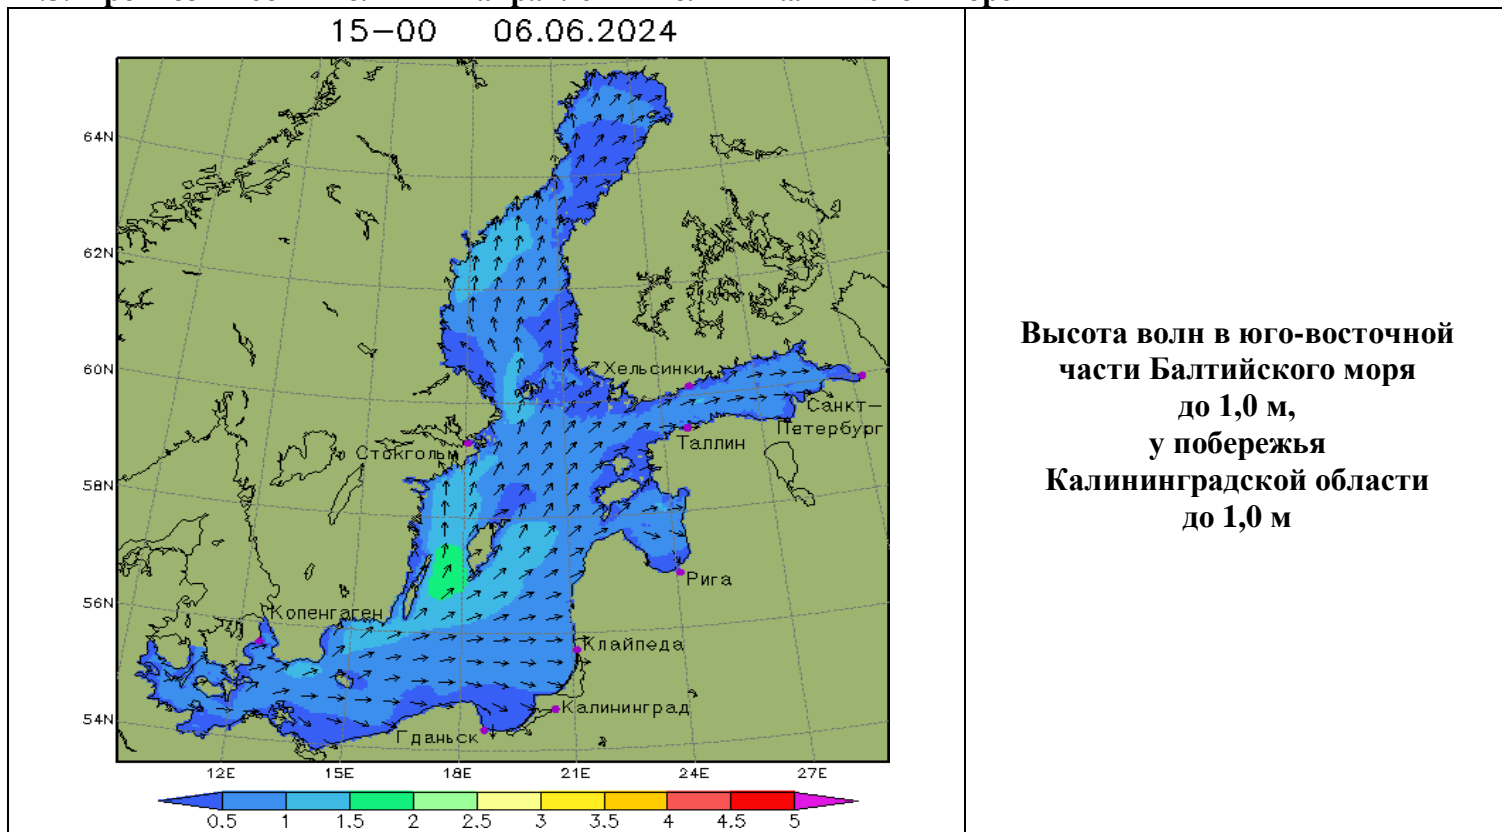 15-00 06.06.2024
64N
62N
60N
58N
56N
54N
Хельсинки
Санкт-
Петербург
Таллин
Стокгольм
Рига
Копенгаген
Клайпеда
Калининград
Гданьск
12E 15E 18E 21E 24E 27E
0.5 1 1.5 2 2.5 3 3.5 4 4.5 5
Высота волн в юго-восточной
части Балтийского моря
до 1,0 м,
у побережья
Калининградской области
до 1,0 м